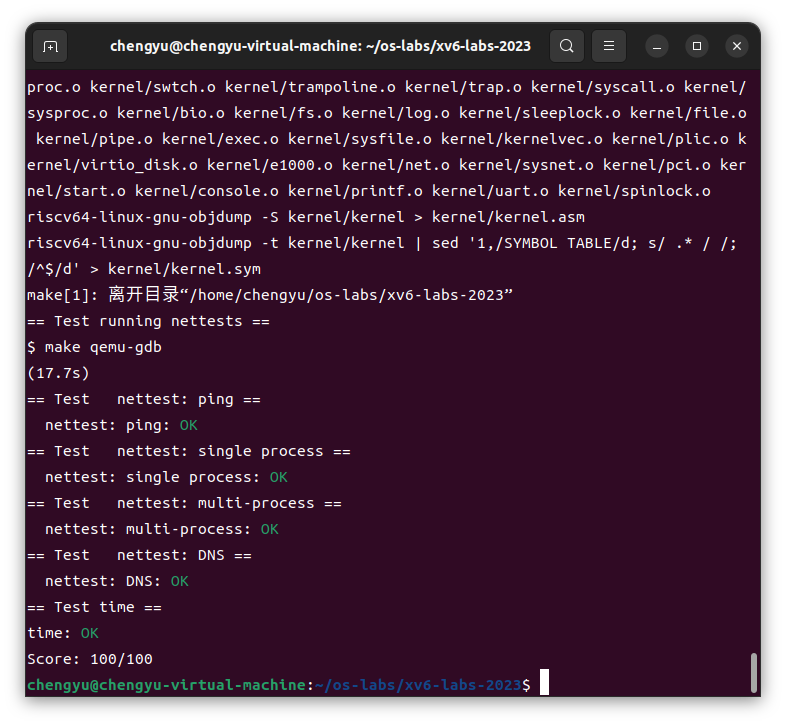 chengyu@chengyu-virtual-machine: ~/os-labs/xv6-labs-2023
proc.o kernel/swtch.o kernel/trampoline.o kernel/trap.o kernel/syscall.o kernel/
sysproc.o kernel/bio.o kernel/fs.o kernel/log.o kernel/sleeplock.o kernel/file.o
 kernel/pipe.o kernel/exec.o kernel/sysfile.o kernel/kernelvec.o kernel/plic.o k
ernel/virtio_disk.o kernel/e1000.o kernel/net.o kernel/sysnet.o kernel/pci.o ker
nel/start.o kernel/console.o kernel/printf.o kernel/uart.o kernel/spinlock.o
riscv64-linux-gnu-objdump -S kernel/kernel > kernel/kernel.asm
riscv64-linux-gnu-objdump -t kernel/kernel | sed '1,/SYMBOL TABLE/d; s/ .* / /;
/^$/d' > kernel/kernel.sym
make[1]: 离开目录“/home/chengyu/os-labs/xv6-labs-2023”
== Test running nettests ==
$ make qemu-gdb
(17.7s)
== Test   nettest: ping ==
  nettest: ping: OK
== Test   nettest: single process ==
  nettest: single process: OK
== Test   nettest: multi-process ==
  nettest: multi-process: OK
== Test   nettest: DNS ==
  nettest: DNS: OK
== Test time ==
time: OK
Score: 100/100
chengyu@chengyu-virtual-machine:~/os-labs/xv6-labs-2023$